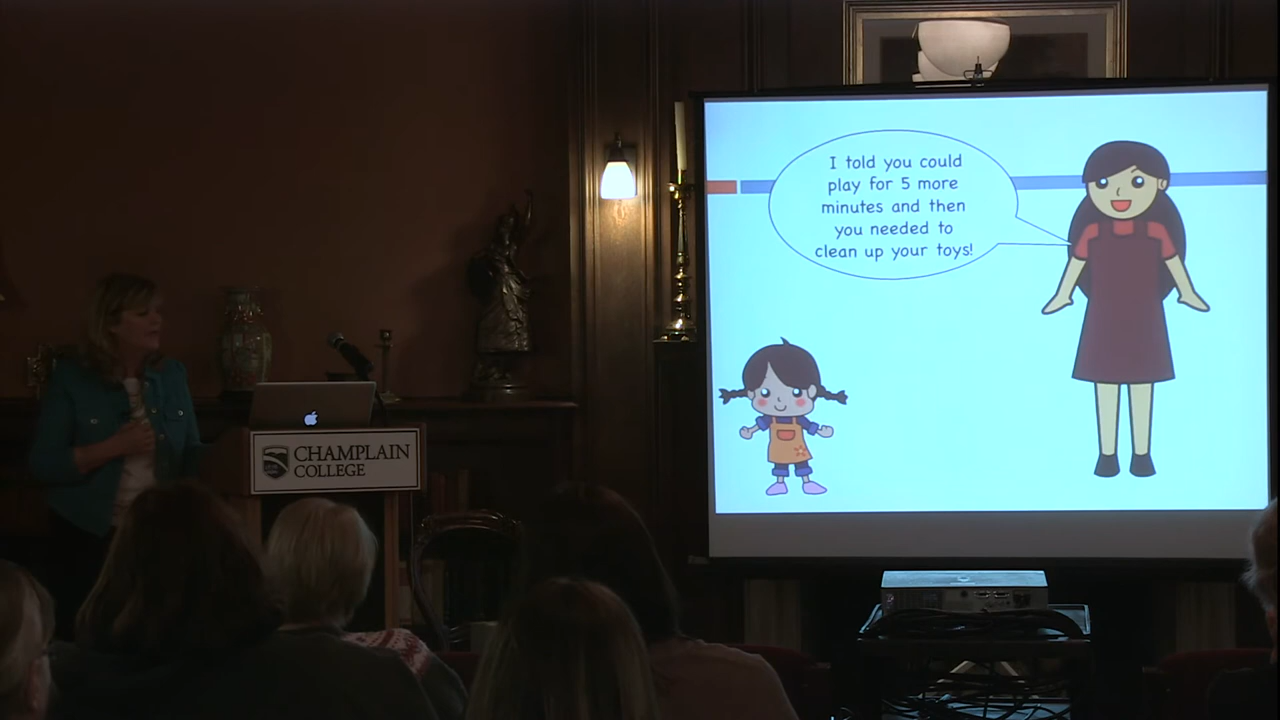 I told you could
play for 5 more
minutes and then
you needed to
clean up your toys!
CHAMPLAIN
COLLEGE